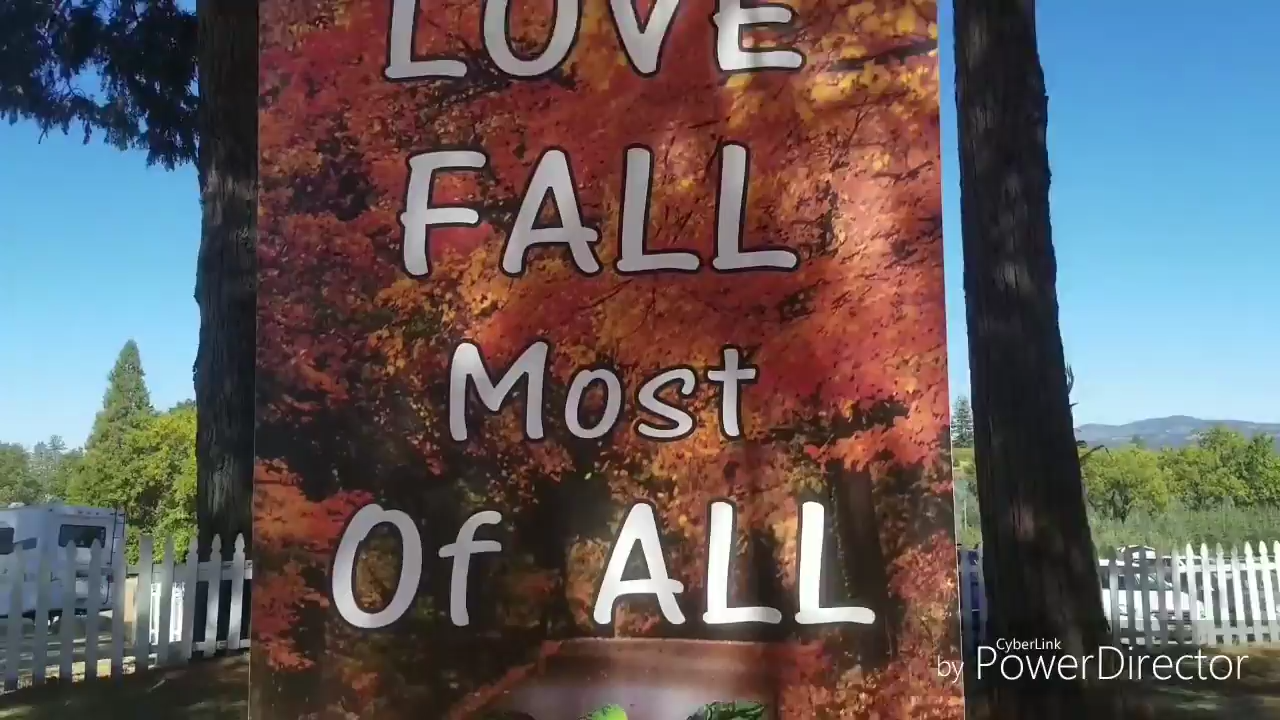 LOVE
FALL
Most
Of ALL
CyberLink
by PowerDirector